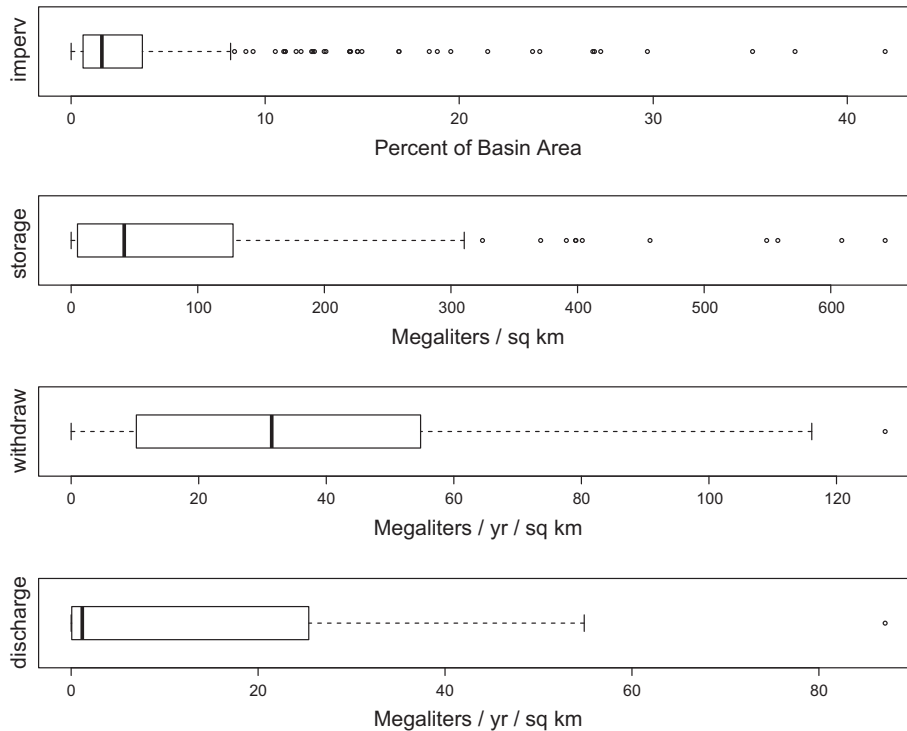 imperv
0 10 20 30 40
Percent of Basin Area
storage
0 100 200 300 400 500 600
Megaliters / sq km
withdraw
0 20 40 60 80 100 120
Megaliters / yr / sq km
discharge
0 20 40 60 80
Megaliters / yr / sq km